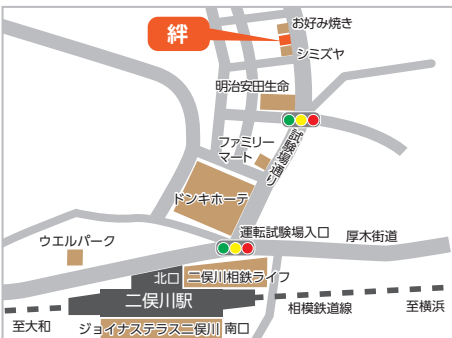 お好み焼き
絆
シミズヤ
明治安田生命
ファミリー
マート
試験場通り
ドンキホーテ
運転試験場入口
厚木街道
ウエルパーク
北口
二俣川相鉄ライフ
二俣川駅
相模鉄道線
至横浜
至大和
ジョイナステラス二俣川
南口